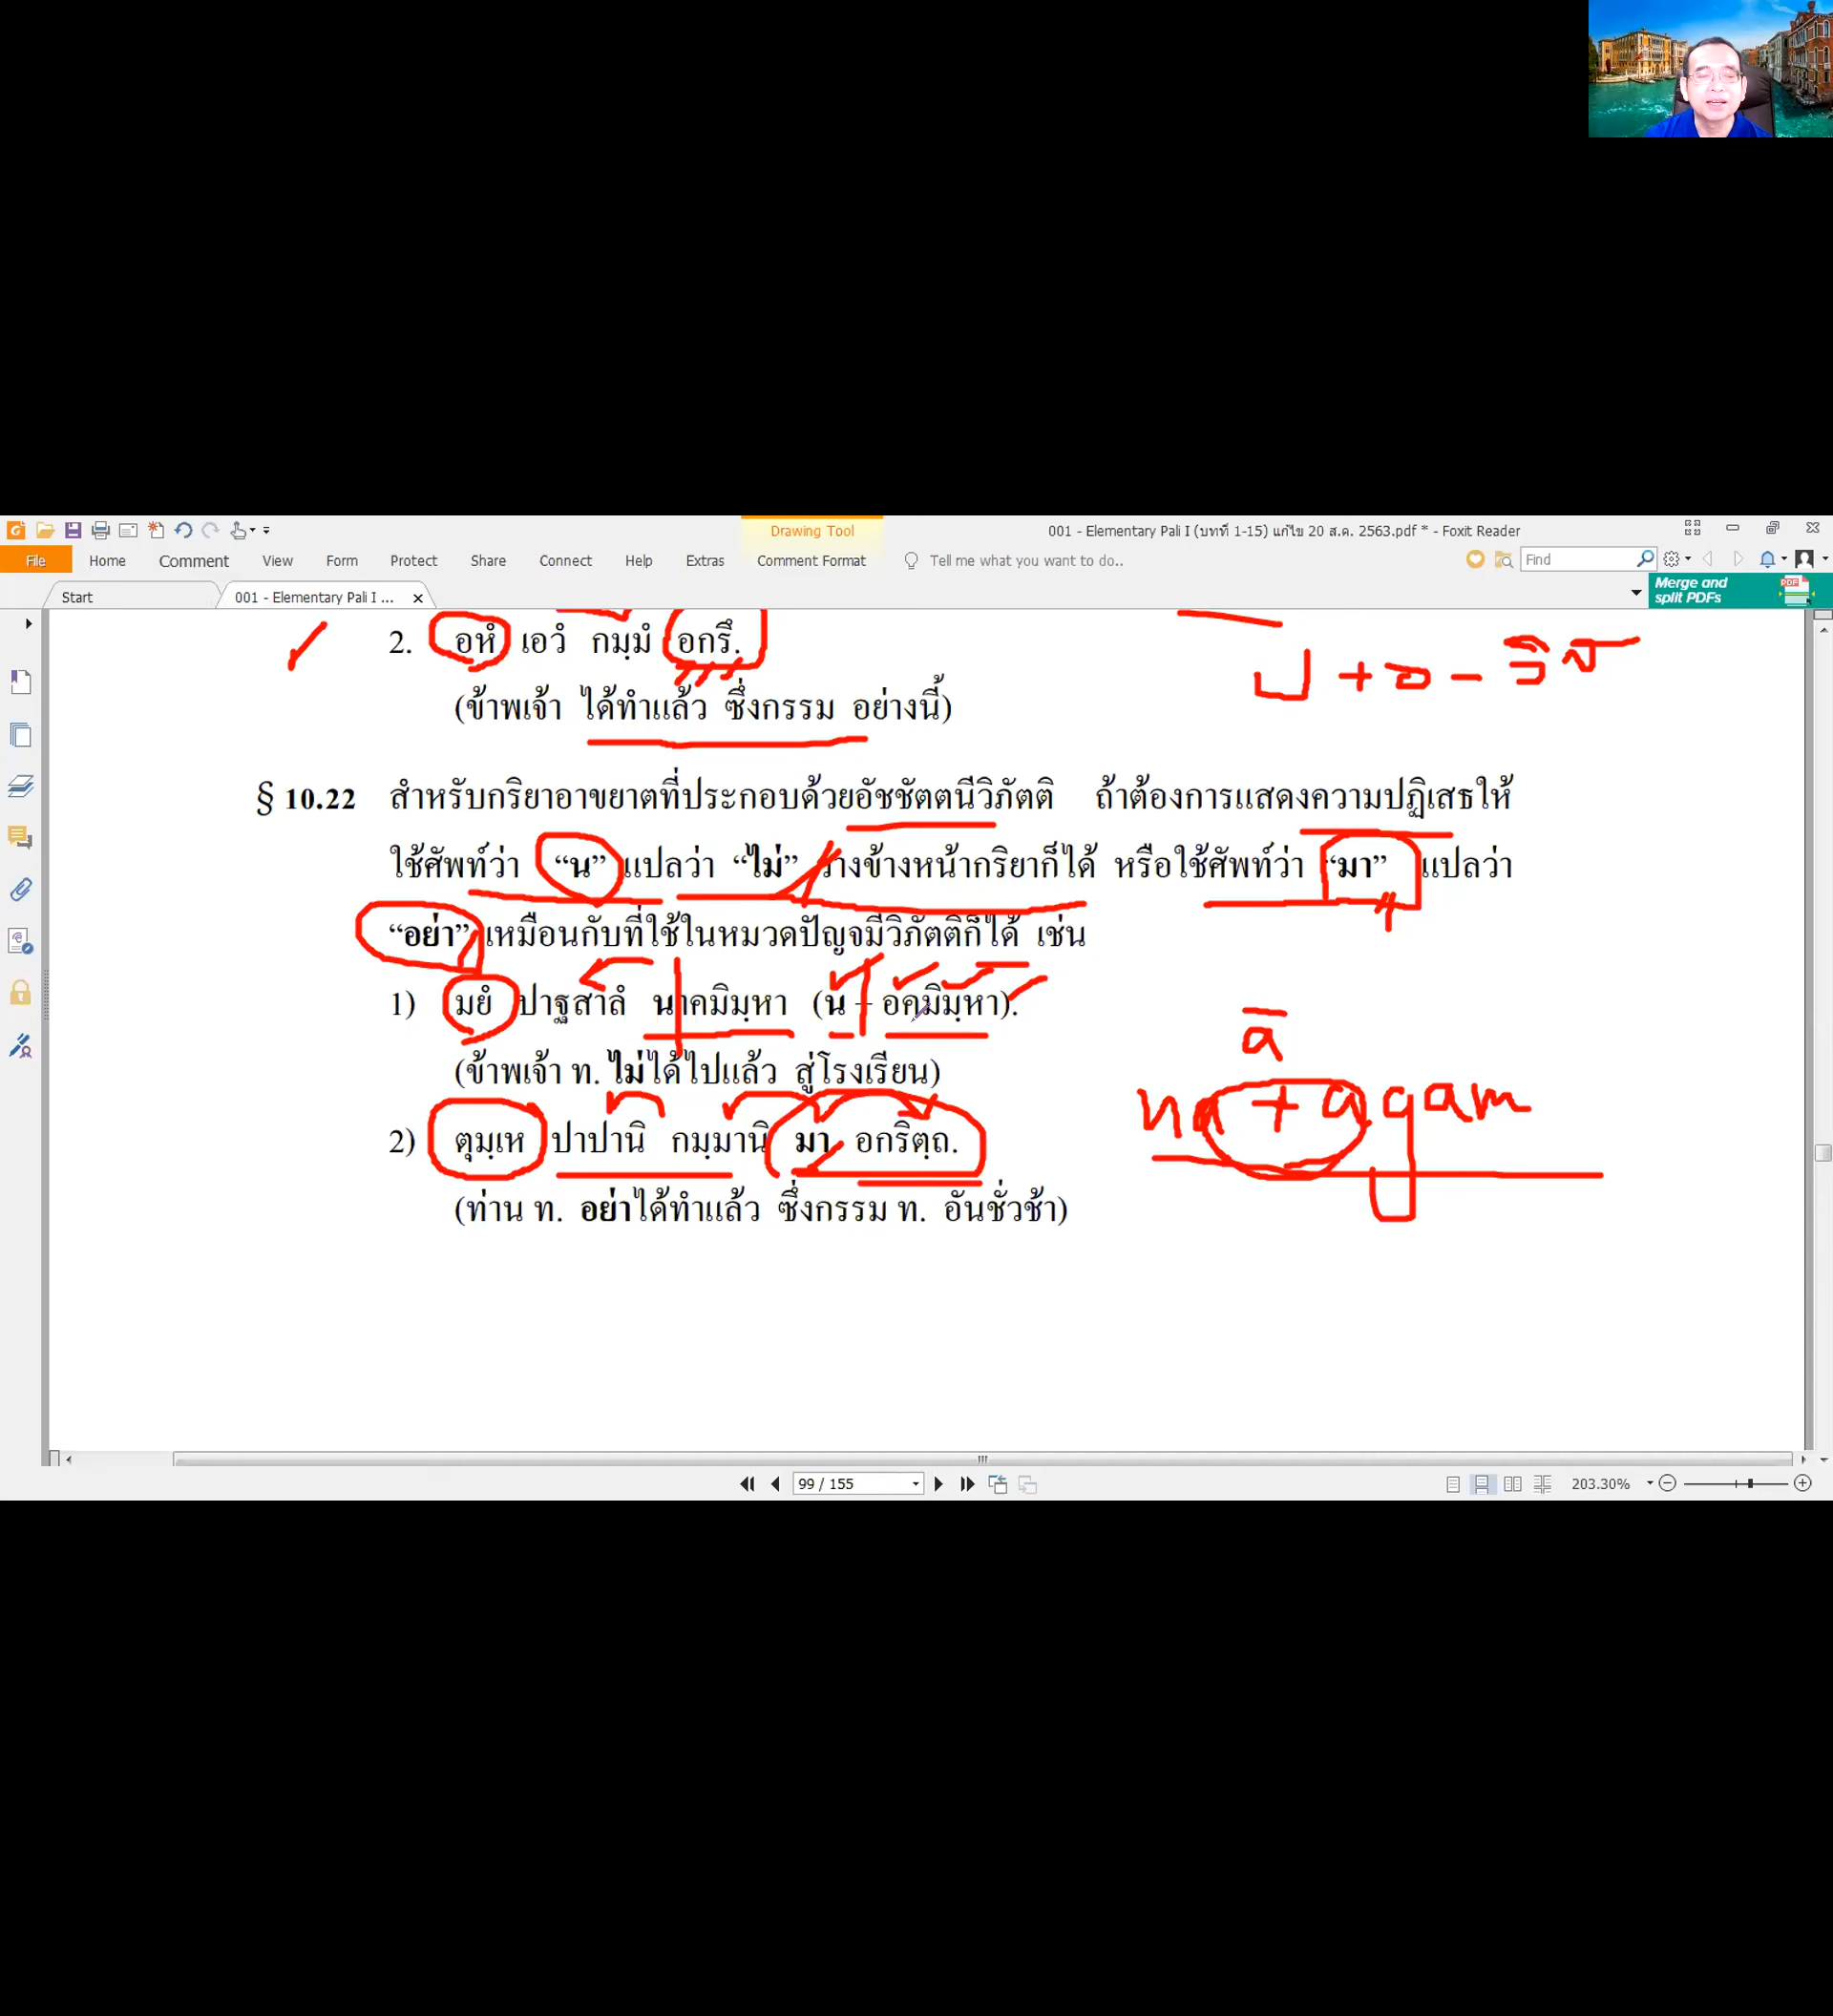 Drawing Tool
001 - Elementary Pali I (บทที่ 1-15) แก้ไข 20 ส.ค. 2563.pdf * - Foxit Reader
File Home Comment View Form Protect Share Connect Help Extras Comment Format Tell me what you want to do.. Find
Start 001 - Elementary Pali I ... Merge and split PDFs
2. อหํ เอวํ กมฺมํ อกรึ.
(ข้าพเจ้า ได้ทำแล้ว ซึ่งกรรม อย่างนี้)
§ 10.22 สำหรับกริยาอาขยาตที่ประกอบด้วยอัชชัตตนีวิภัตติ ถ้าต้องการแสดงความปฏิเสธให้
ใช้ศัพท์ว่า “น” แปลว่า “ไม่” วางข้างหน้ากริยาก็ได้ หรือใช้ศัพท์ว่า “มา” แปลว่า
“อย่า” เหมือนกับที่ใช้ในหมวดปัญจมีวิภัตติก็ได้ เช่น
1) มยํ ปาฐสาลํ นาคมิมฺหา (น + อคมิมฺหา).
(ข้าพเจ้า ท. ไม่ได้ไปแล้ว สู่โรงเรียน)
2) ตุมฺเห ปาปานิ กมฺมานิ มา อกริตฺถ.
(ท่าน ท. อย่าได้ทำแล้ว ซึ่งกรรม ท. อันชั่วช้า)
ā
na + a gam
99 / 155
203.30%